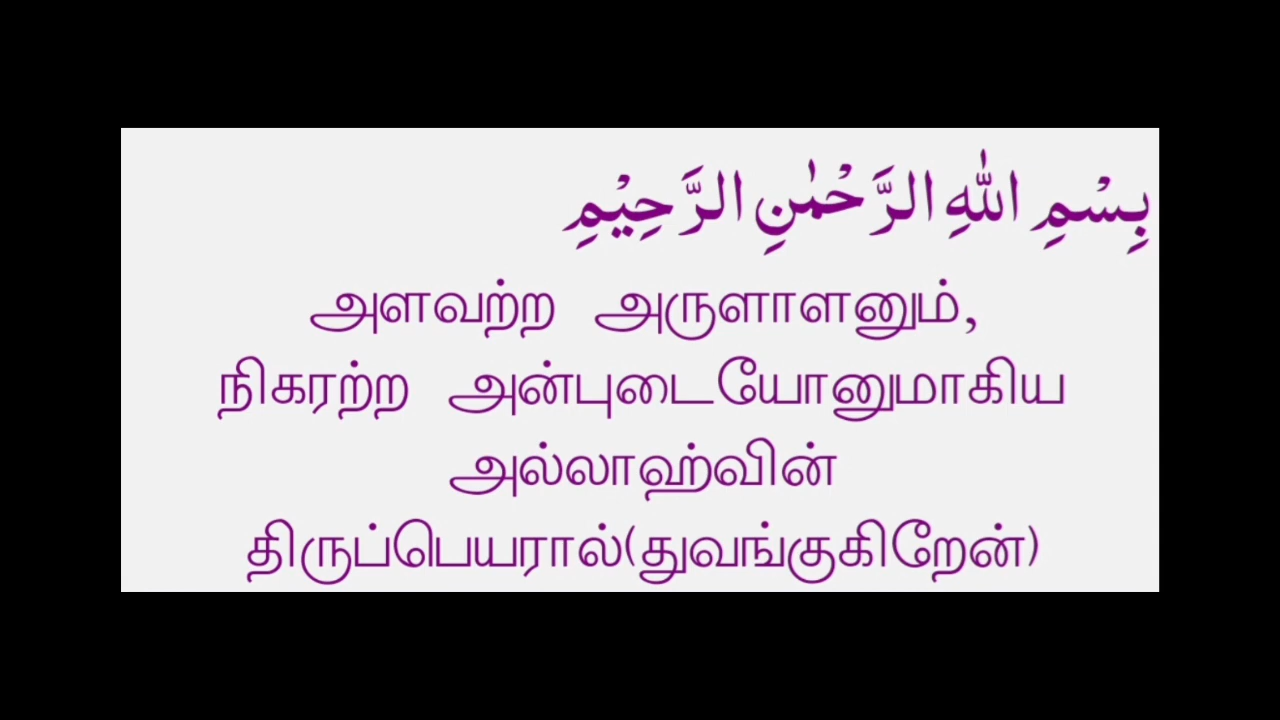 بِسْمِ اللّٰهِ الرَّحْمٰنِ الرَّحِيْمِ
அளவற்ற அருளாளனும்,
நிகரற்ற அன்புடையோனுமாகிய
அல்லாஹ்வின்
திருப்பெயரால்(துவங்குகிறேன்)